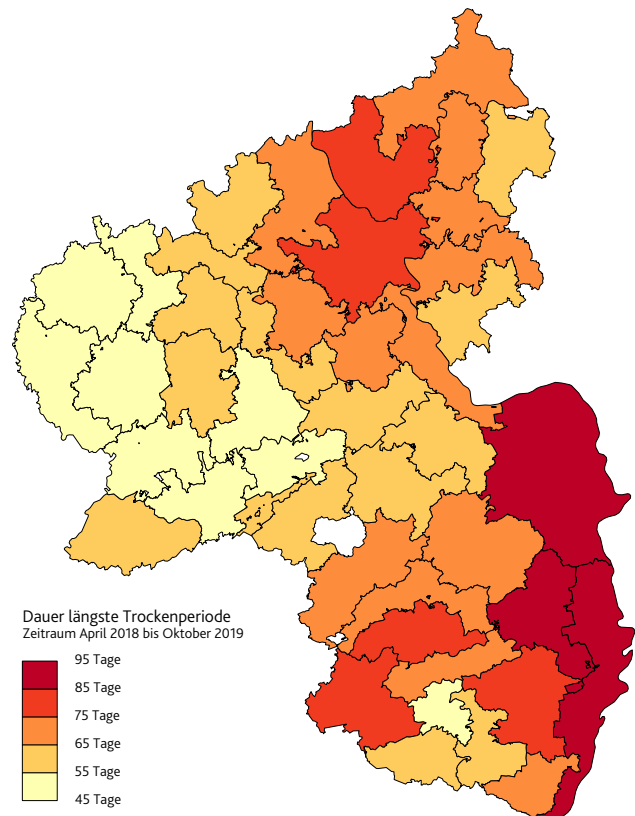 Dauer längste Trockenperiode
Zeitraum April 2018 bis Oktober 2019
95 Tage
85 Tage
75 Tage
65 Tage
55 Tage
45 Tage